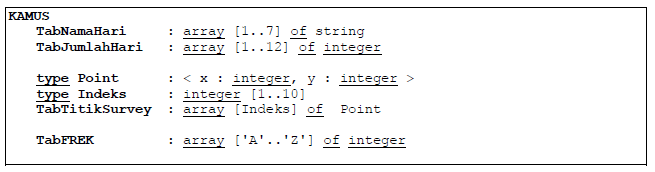 KAMUS
TabNamaHari : array [1..7] of string
TabJumlahHari : array [1..12] of integer
type Point : < x : integer, y : integer >
type Indeks : integer [1..10]
TabTitikSurvey : array [Indeks] of Point
TabFREK : array ['A'..'Z'] of integer